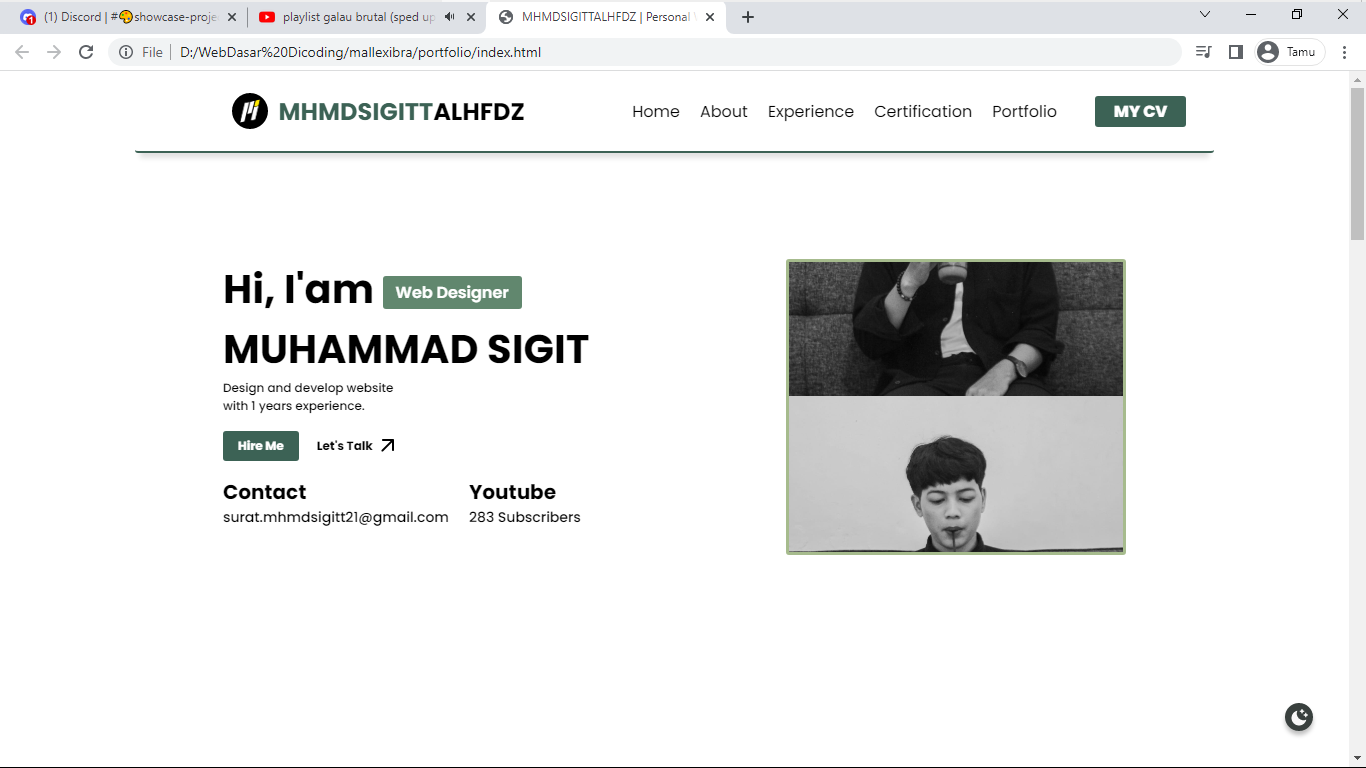 (1) Discord | #🎨showcase-proje
playlist galau brutal (sped up
MHMDSIGITTALHFDZ | Personal
Tamu
File
D:/WebDasar%20Dicoding/mallexibra/portfolio/index.html
MHMDSIGITTALHFDZ
Home
About
Experience
Certification
Portfolio
MY CV
Hi, I'am
Web Designer
MUHAMMAD SIGIT
Design and develop website
with 1 years experience.
Hire Me
Let's Talk
Contact
Youtube
surat.mhmdsigitt21@gmail.com
283 Subscribers